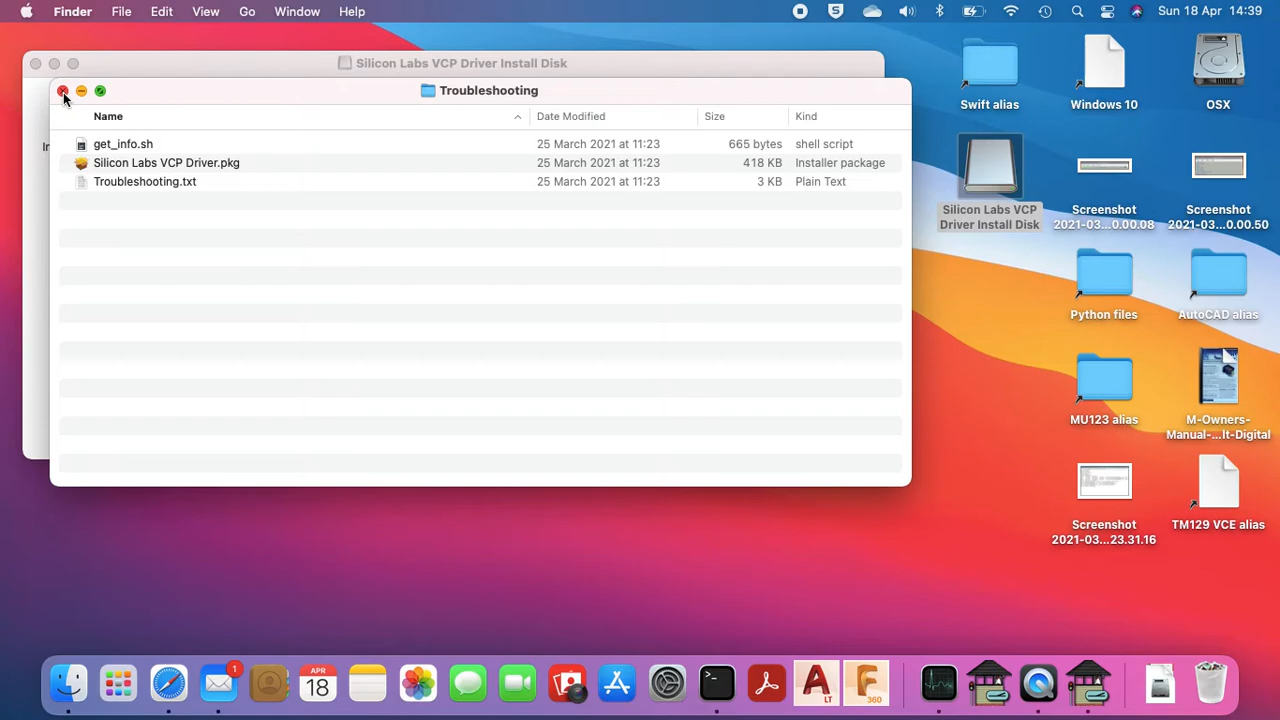 Finder File Edit View Go Window Help Sun 18 Apr 14:39
Silicon Labs VCP Driver Install Disk
Troubleshooting
Name Date Modified Size Kind
get_info.sh 25 March 2021 at 11:23 665 bytes shell script
Silicon Labs VCP Driver.pkg 25 March 2021 at 11:23 418 KB Installer package
Troubleshooting.txt 25 March 2021 at 11:23 3 KB Plain Text
Swift alias
Windows 10
OSX
Silicon Labs VCP
Driver Install Disk
Screenshot
2021-03...0.00.08
Screenshot
2021-03...0.00.50
Python files
AutoCAD alias
MU123 alias
M-Owners-
Manual-...lt-Digital
Screenshot
2021-03...23.31.16
TM129 VCE alias
1
APR
18
>_
LT
360